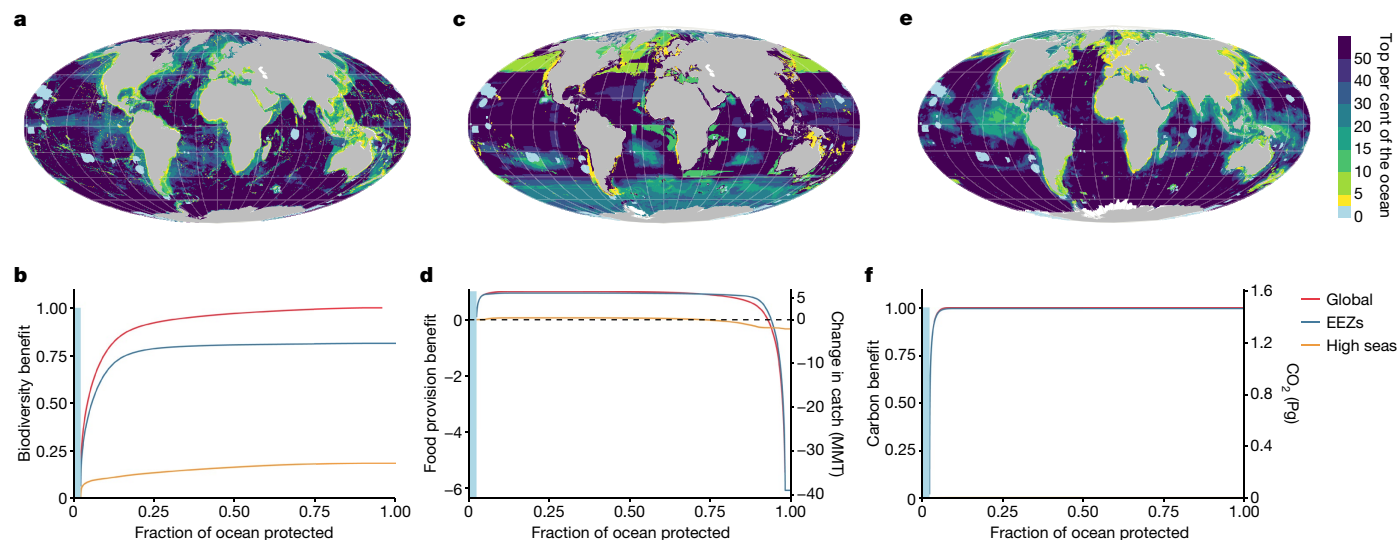 a
c
e
Top per cent of the ocean
50
40
30
20
15
10
5
0
b
1.00
0.75
0.50
0.25
0
Biodiversity benefit
0
0.25
0.50
0.75
1.00
Fraction of ocean protected
d
0
−2
−4
−6
Food provision benefit
5
0
−10
−20
−30
−40
Change in catch (MMT)
0
0.25
0.50
0.75
1.00
Fraction of ocean protected
f
1.00
0.75
0.50
0.25
0
Carbon benefit
1.6
1.2
0.8
0.4
0
CO₂ (Pg)
0
0.25
0.50
0.75
1.00
Fraction of ocean protected
Global
EEZs
High seas